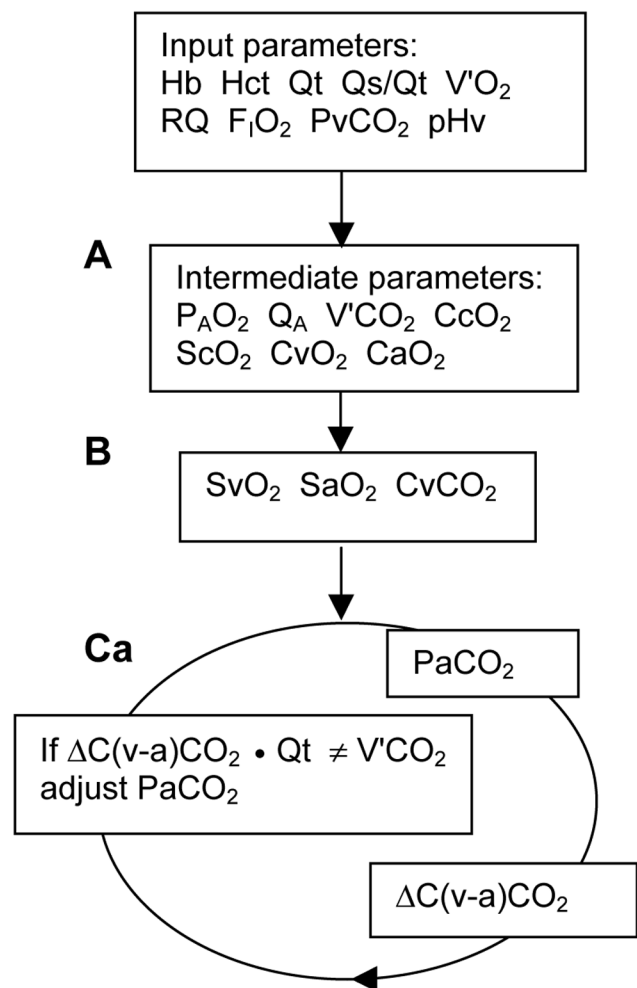 Input parameters:
Hb Hct Qt Qs/Qt V'O₂
RQ FIO₂ PvCO₂ pHv
A
Intermediate parameters:
PAO₂ QA V'CO₂ CcO₂
ScO₂ CvO₂ CaO₂
B
SvO₂ SaO₂ CvCO₂
Ca
PaCO₂
If ΔC(v-a)CO₂ • Qt ≠ V'CO₂
adjust PaCO₂
ΔC(v-a)CO₂